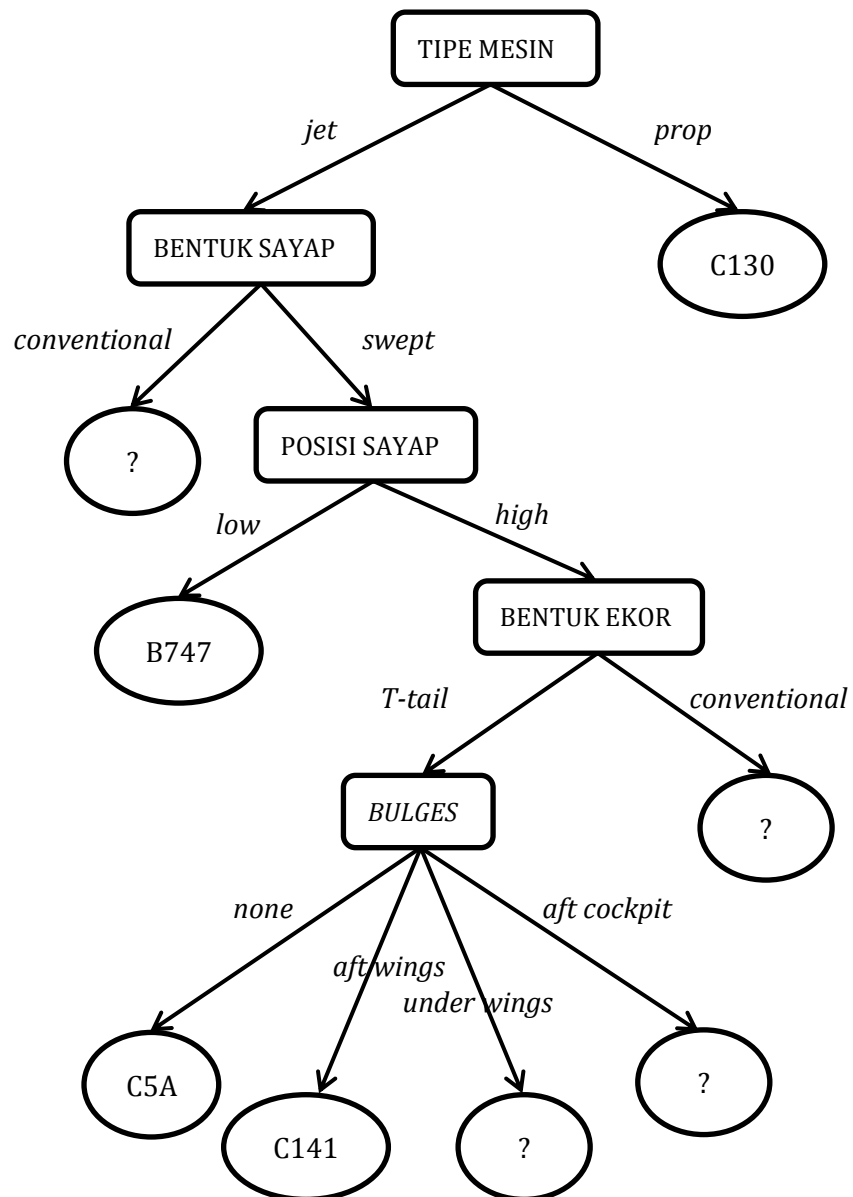 TIPE MESIN
jet
prop
BENTUK SAYAP
C130
conventional
swept
?
POSISI SAYAP
low
high
B747
BENTUK EKOR
T-tail
conventional
BULGES
?
none
aft cockpit
aft wings
under wings
C5A
?
C141
?